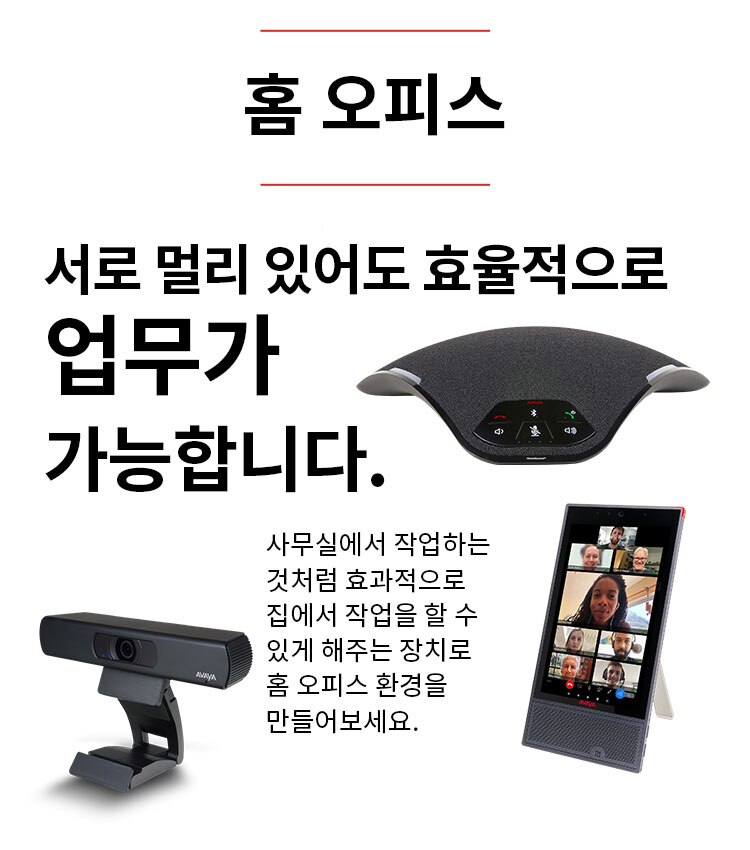 홈 오피스
서로 멀리 있어도 효율적으로
업무가
가능합니다.
AVAYA
사무실에서 작업하는
것처럼 효과적으로
집에서 작업을 할 수
있게 해주는 장치로
홈 오피스 환경을
만들어보세요.
AVAYA
AVAYA